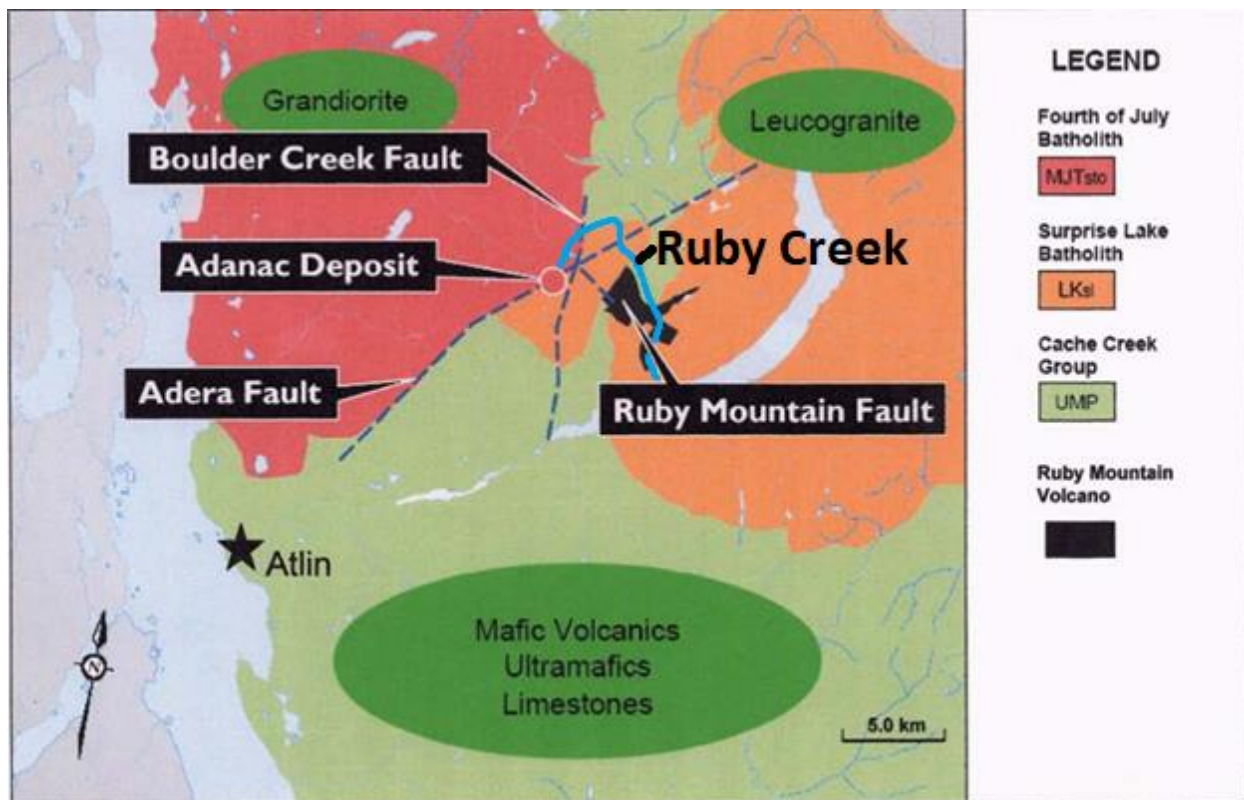 Grandiorite
Leucogranite
Boulder Creek Fault
Adanac Deposit
Ruby Creek
Adera Fault
Ruby Mountain Fault
Atlin
Mafic Volcanics
Ultramafics
Limestones
N
5.0 km
LEGEND
Fourth of July
Batholith
MJTsto
Surprise Lake
Batholith
LKsl
Cache Creek
Group
UMP
Ruby Mountain
Volcano